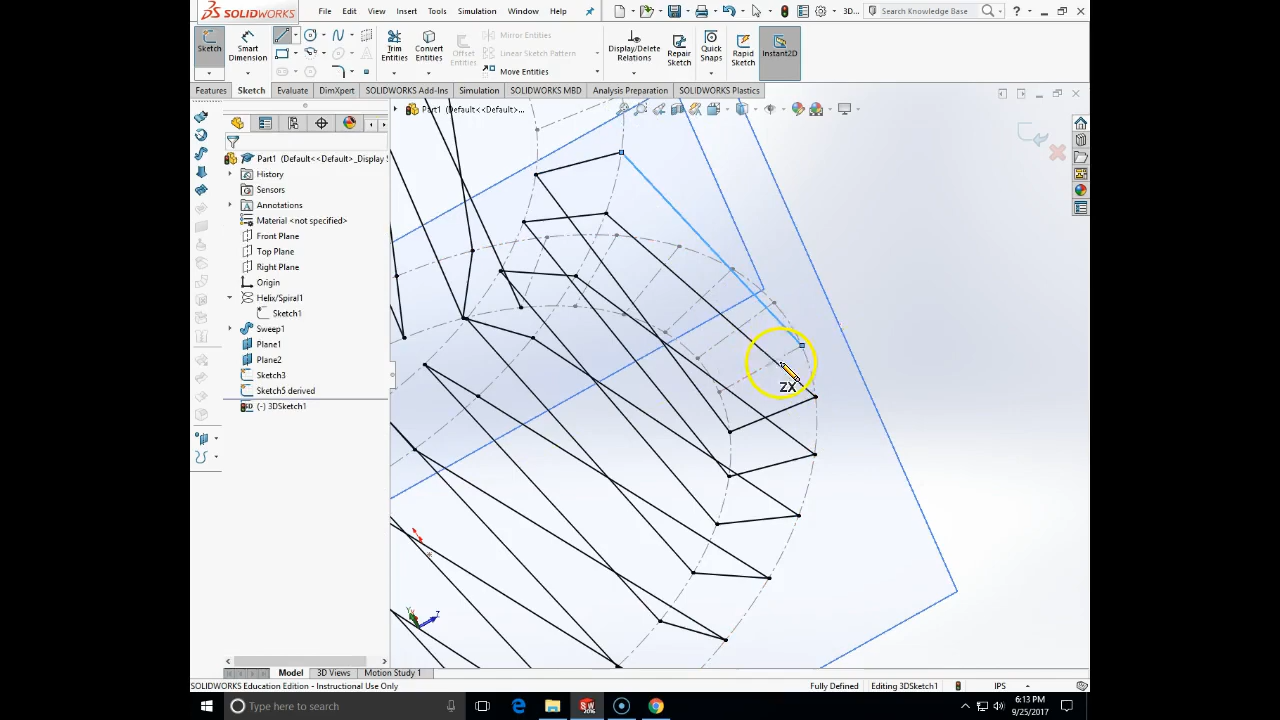 SOLIDWORKS File Edit View Insert Tools Simulation Window Help 3D... Search Knowledge Base ?
Sketch Smart Dimension Trim Entities Convert Entities Offset Entities Mirror Entities Linear Sketch Pattern Move Entities Display/Delete Relations Repair Sketch Quick Snaps Rapid Sketch Instant2D
Features Sketch Evaluate DimXpert SOLIDWORKS Add-Ins Simulation SOLIDWORKS MBD Analysis Preparation SOLIDWORKS Plastics
Part1 (Default<<Default>...
Part1 (Default<<Default>_Display S
History
Sensors
Annotations
Material <not specified>
Front Plane
Top Plane
Right Plane
Origin
Helix/Spiral1
Sketch1
Sweep1
Plane1
Plane2
Sketch3
Sketch5 derived
(-) 3DSketch1
ZX
Y
Z
Model 3D Views Motion Study 1
SOLIDWORKS Education Edition - Instructional Use Only Fully Defined Editing 3DSketch1 IPS
Type here to search 6:13 PM
9/25/2017